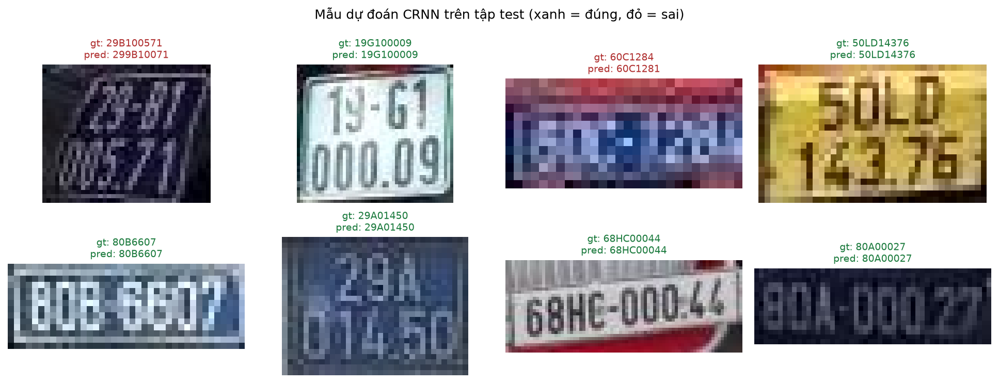 Mẫu dự đoán CRNN trên tập test (xanh = đúng, đỏ = sai)
gt: 29B100571
pred: 299B10071
29-B1
005.71
gt: 19G100009
pred: 19G100009
19-G1
000.09
gt: 60C1284
pred: 60C1281
gt: 50LD14376
pred: 50LD14376
50LD
143.76
gt: 80B6607
pred: 80B6607
80B 6607
gt: 29A01450
pred: 29A01450
29A
014.50
gt: 68HC00044
pred: 68HC00044
68HC-000.44
gt: 80A00027
pred: 80A00027
80A-000.27